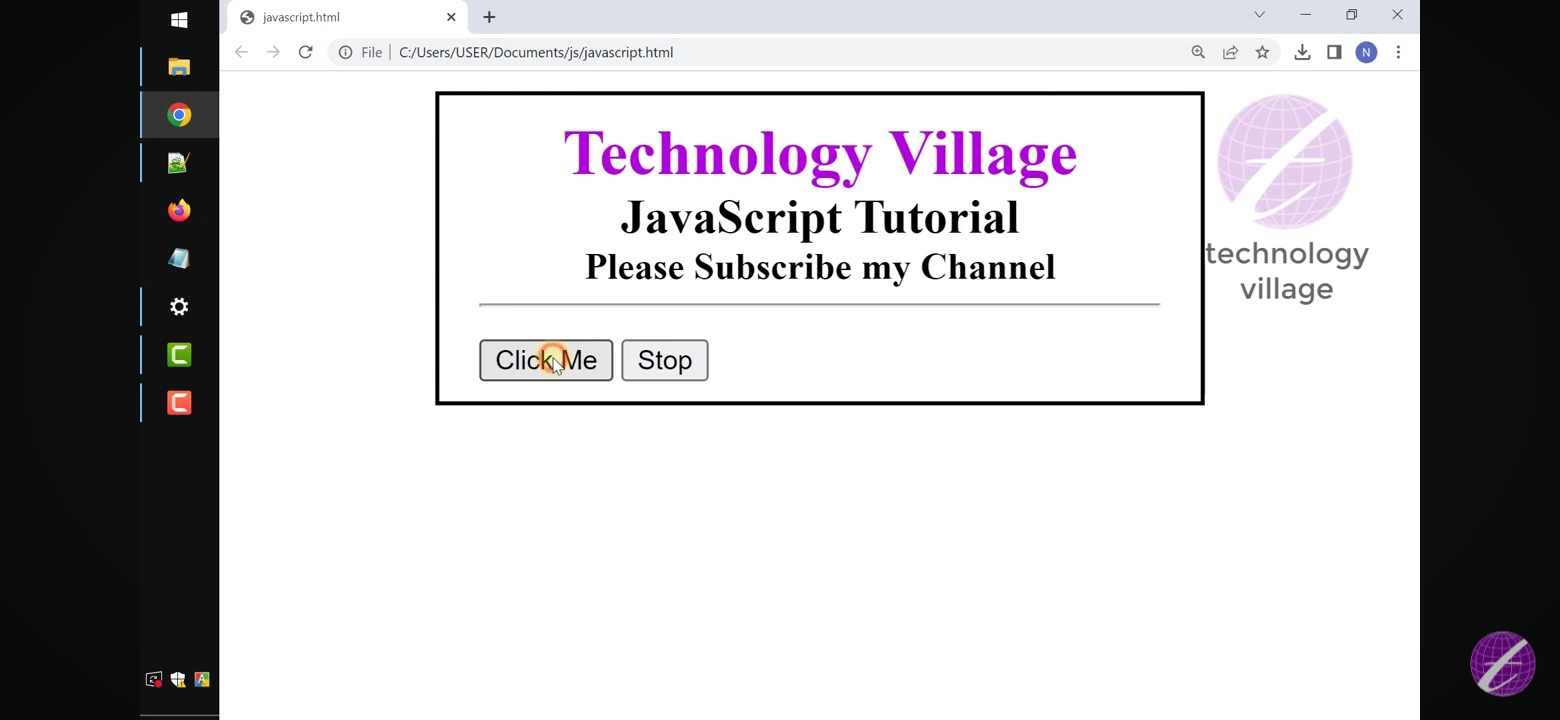 javascript.html
File
C:/Users/USER/Documents/js/javascript.html
N
Technology Village
JavaScript Tutorial
Please Subscribe my Channel
Click Me
Stop
technology
village